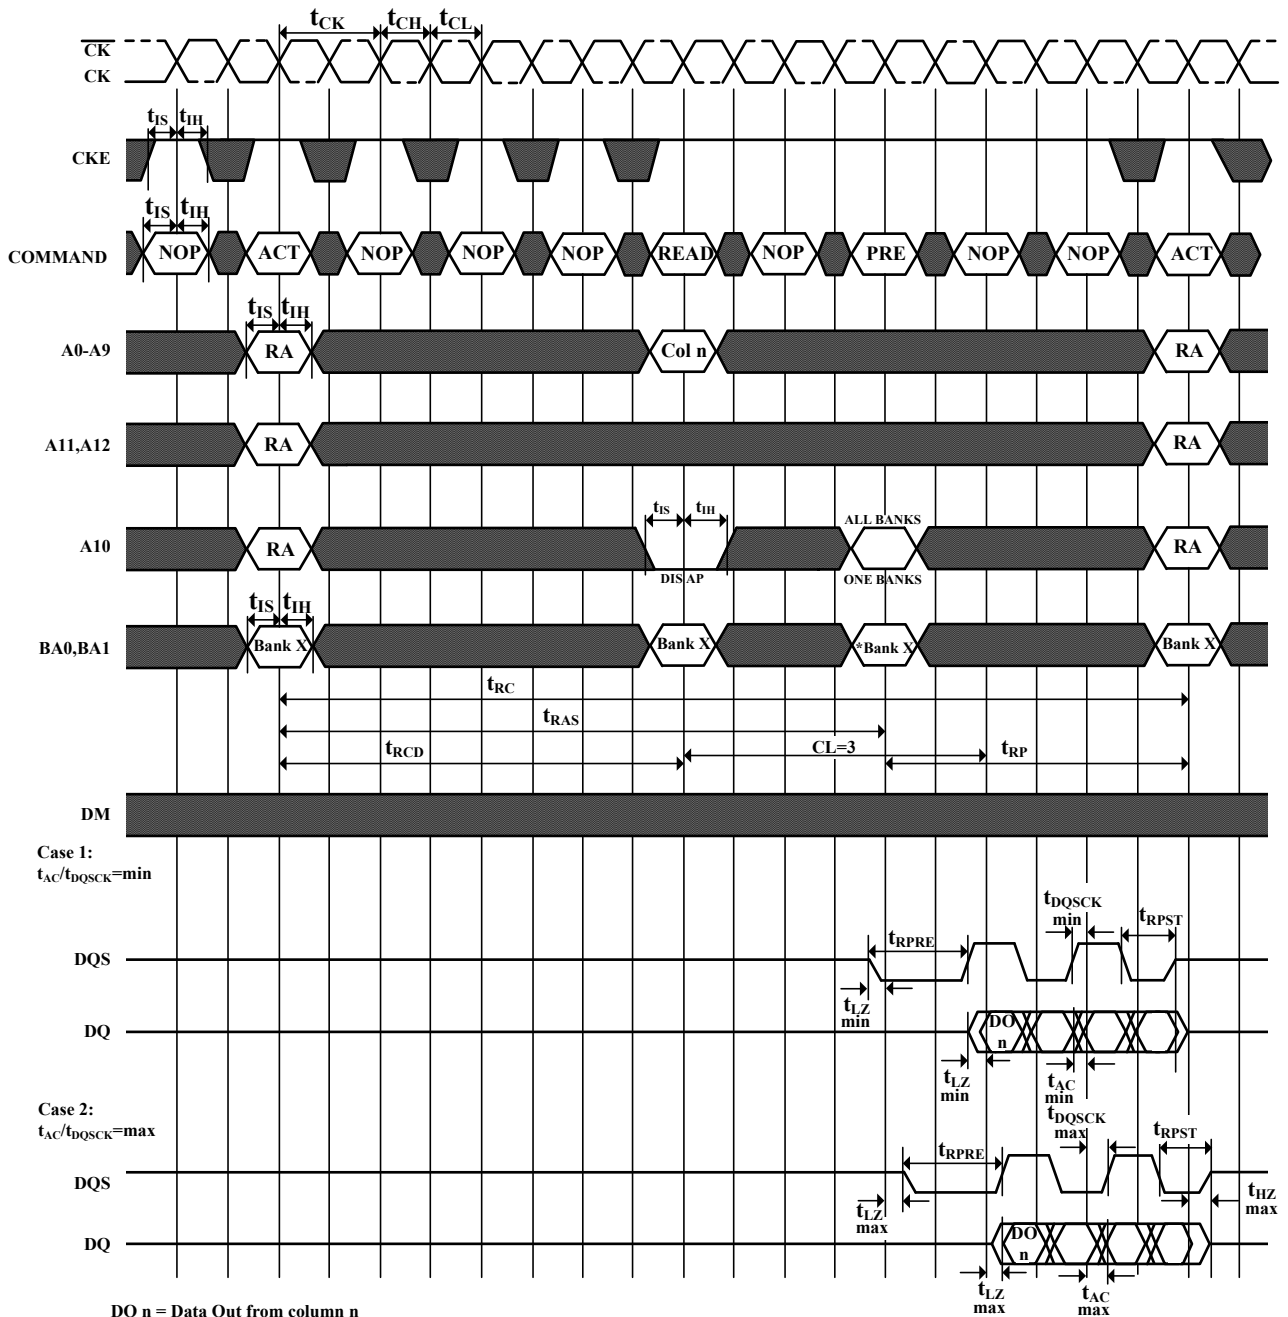 tCK tCH tCL
CK
CK
tIS tIH
CKE
tIS tIH
COMMAND NOP ACT NOP NOP NOP READ NOP PRE NOP NOP ACT
tIS tIH
A0-A9 RA Col n RA
A11,A12 RA RA
tIS tIH
ALL BANKS
A10 RA RA
DIS AP ONE BANKS
tIS tIH
BA0,BA1 Bank X Bank X *Bank X Bank X
tRC
tRAS
tRCD CL=3 tRP
DM
Case 1:
tAC/tDQSCK=min
tDQSCK
min
tRPST
tRPRE
DQS
tLZ
min
DQ DO
n
tLZ
min
tAC
min
Case 2:
tAC/tDQSCK=max
tDQSCK
max
tRPST
tRPRE
DQS
tLZ
max
tHZ
max
DQ DO
n
tLZ
max
tAC
max
DO n = Data Out from column n